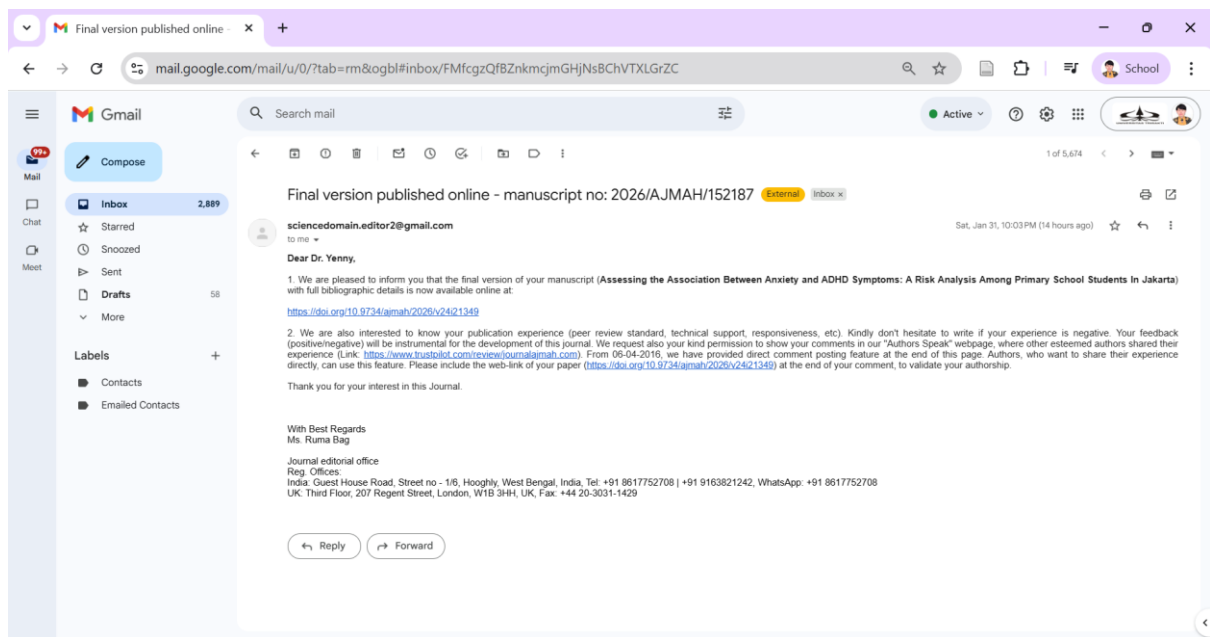 Final version published online -
mail.google.com/mail/u/0/?tab=rm&ogbl#inbox/FMfcgzQfBZnkmcjmGHjNsBChVTXLGrZC
School
Gmail
Search mail
Active
99+
Mail
Chat
Meet
Compose
Inbox 2,889
Starred
Snoozed
Sent
Drafts 58
More
Labels
Contacts
Emailed Contacts
1 of 5,674
Final version published online - manuscript no: 2026/AJMAH/152187 External Inbox ×
sciencedomain.editor2@gmail.com Sat, Jan 31, 10:03 PM (14 hours ago)
to me
Dear Dr. Yenny,
1. We are pleased to inform you that the final version of your manuscript (Assessing the Association Between Anxiety and ADHD Symptoms: A Risk Analysis Among Primary School Students In Jakarta)
with full bibliographic details is now available online at:
https://doi.org/10.9734/ajmah/2026/v24i21349
2. We are also interested to know your publication experience (peer review standard, technical support, responsiveness, etc). Kindly don't hesitate to write if your experience is negative. Your feedback
(positive/negative) will be instrumental for the development of this journal. We request also your kind permission to show your comments in our "Authors Speak" webpage, where other esteemed authors shared their
experience (Link: https://www.trustpilot.com/review/journalajmah.com). From 06-04-2016, we have provided direct comment posting feature at the end of this page. Authors, who want to share their experience
directly, can use this feature. Please include the web-link of your paper (https://doi.org/10.9734/ajmah/2026/v24i21349) at the end of your comment, to validate your authorship.
Thank you for your interest in this Journal.
With Best Regards
Ms. Ruma Bag
Journal editorial office
Reg. Offices:
India: Guest House Road, Street no - 1/6, Hooghly, West Bengal, India, Tel: +91 8617752708 | +91 9163821242, WhatsApp: +91 8617752708
UK: Third Floor, 207 Regent Street, London, W1B 3HH, UK, Fax: +44 20-3031-1429
Reply
Forward